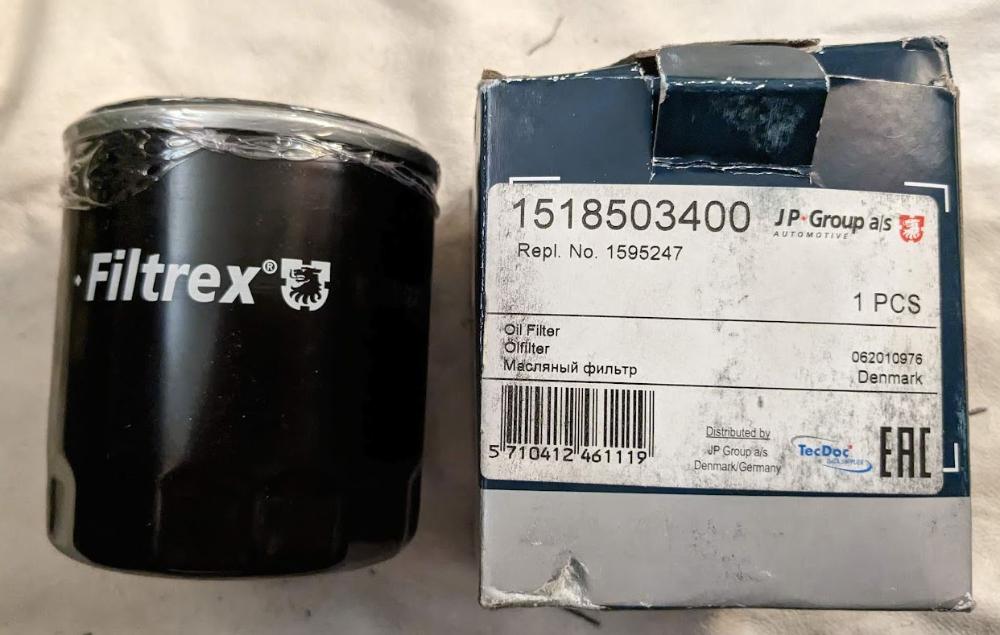 Filtrex®
1518503400
JP Group a/s
AUTOMOTIVE
Repl. No. 1595247
1 PCS
Oil Filter
Ölfilter
Масляный фильтр
062010976
Denmark
5 710412 461119
Distributed by
JP Group a/s
Denmark/Germany
TecDoc
EAC